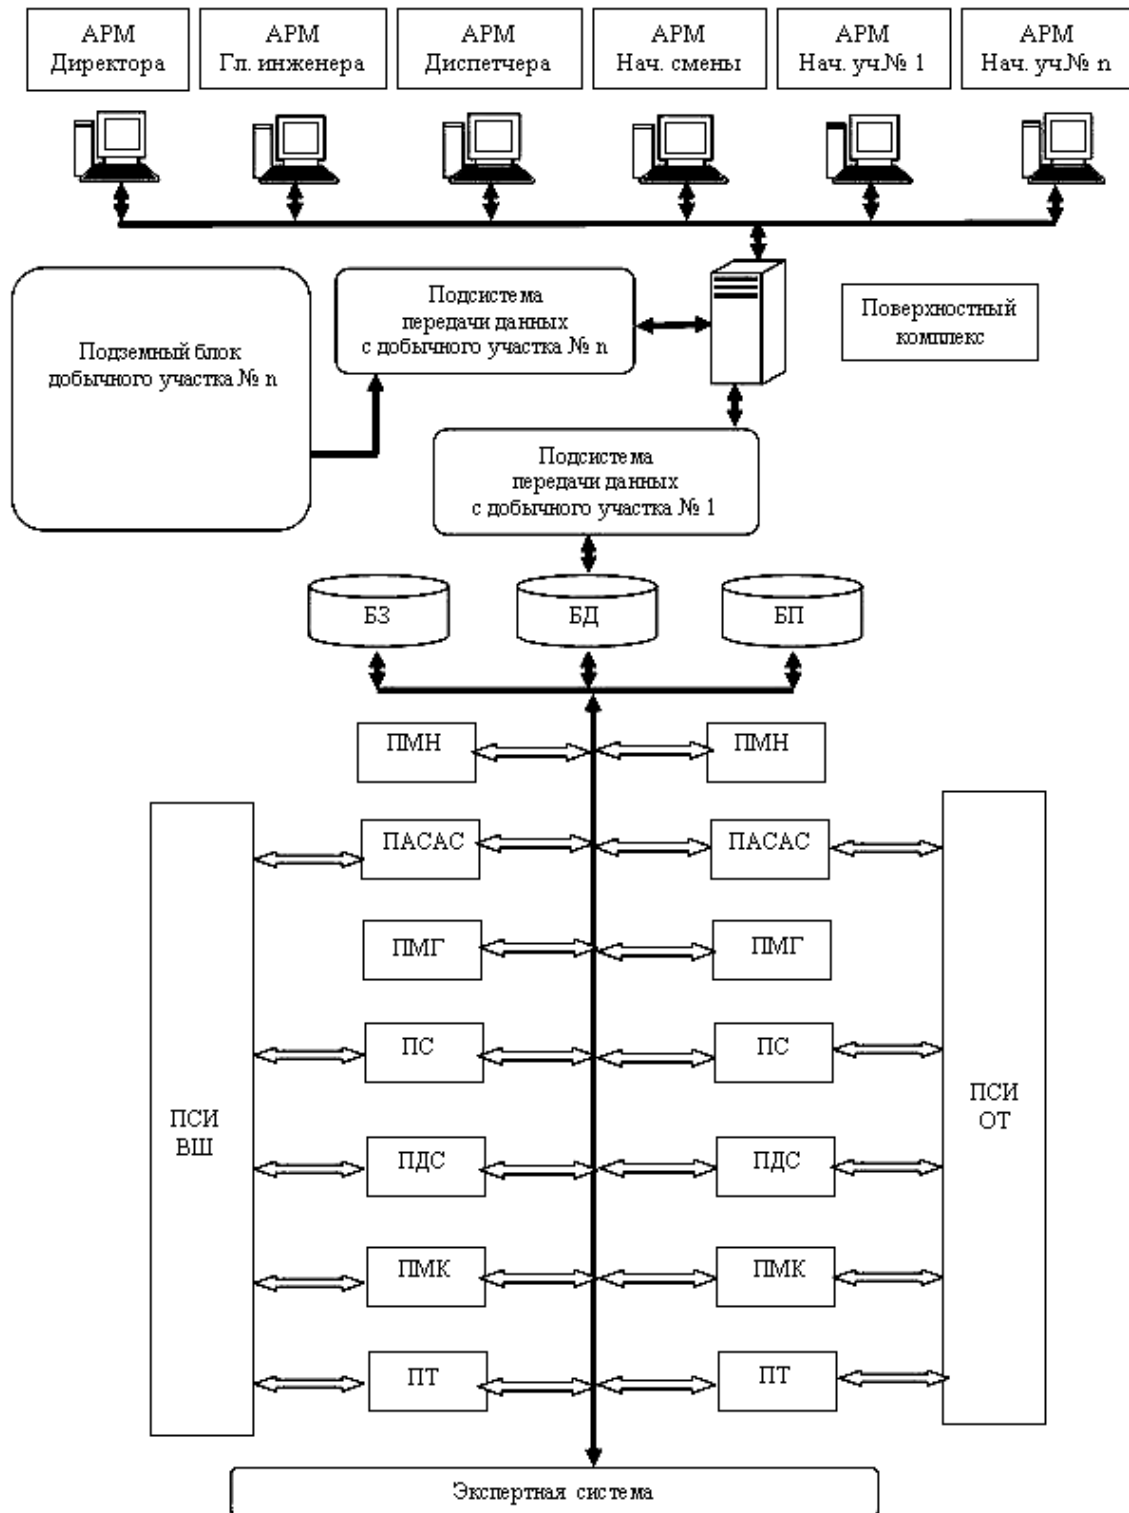 АРМ
Директора
АРМ
Гл. инженера
АРМ
Диспетчера
АРМ
Нач. смены
АРМ
Нач. уч.№ 1
АРМ
Нач. уч.№ n
Подземный блок
добычного участка № n
Подсистема
передачи данных
с добычного участка № n
Поверхностный
комплекс
Подсистема
передачи данных
с добычного участка № 1
БЗ
БД
БП
ПМН
ПМН
ПАСАС
ПАСАС
ПМГ
ПМГ
ПС
ПС
ПСИ
ВШ
ПСИ
ОТ
ПДС
ПДС
ПМК
ПМК
ПТ
ПТ
Экспертная система